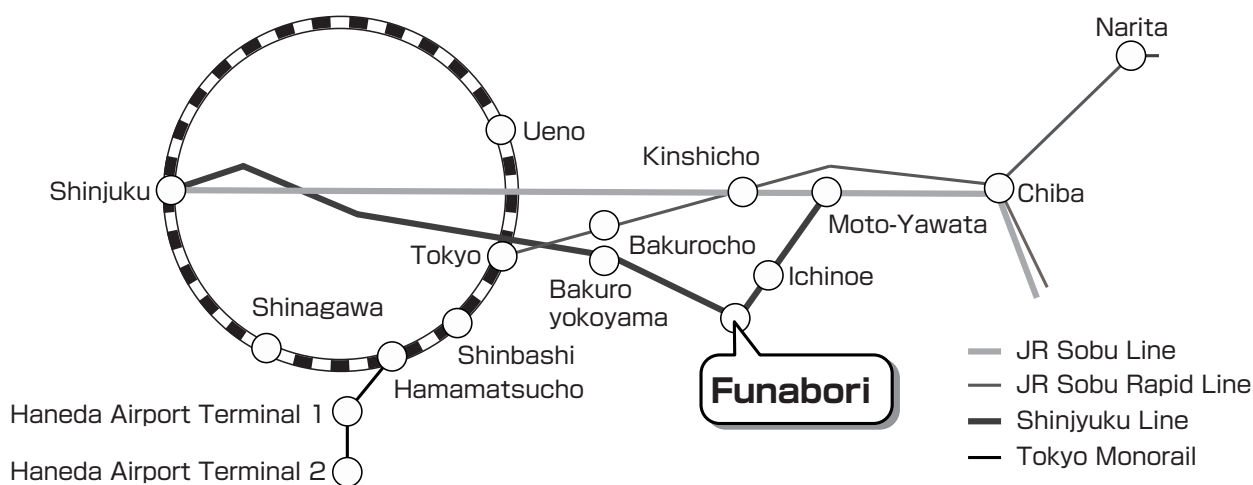 Narita
Ueno
Kinshicho
Shinjuku
Chiba
Moto-Yawata
Tokyo
Bakurocho
Ichinoe
Bakuro
yokoyama
Shinagawa
Shinbashi
Hamamatsucho
Funabori
Haneda Airport Terminal 1
Haneda Airport Terminal 2
JR Sobu Line
JR Sobu Rapid Line
Shinjyuku Line
Tokyo Monorail